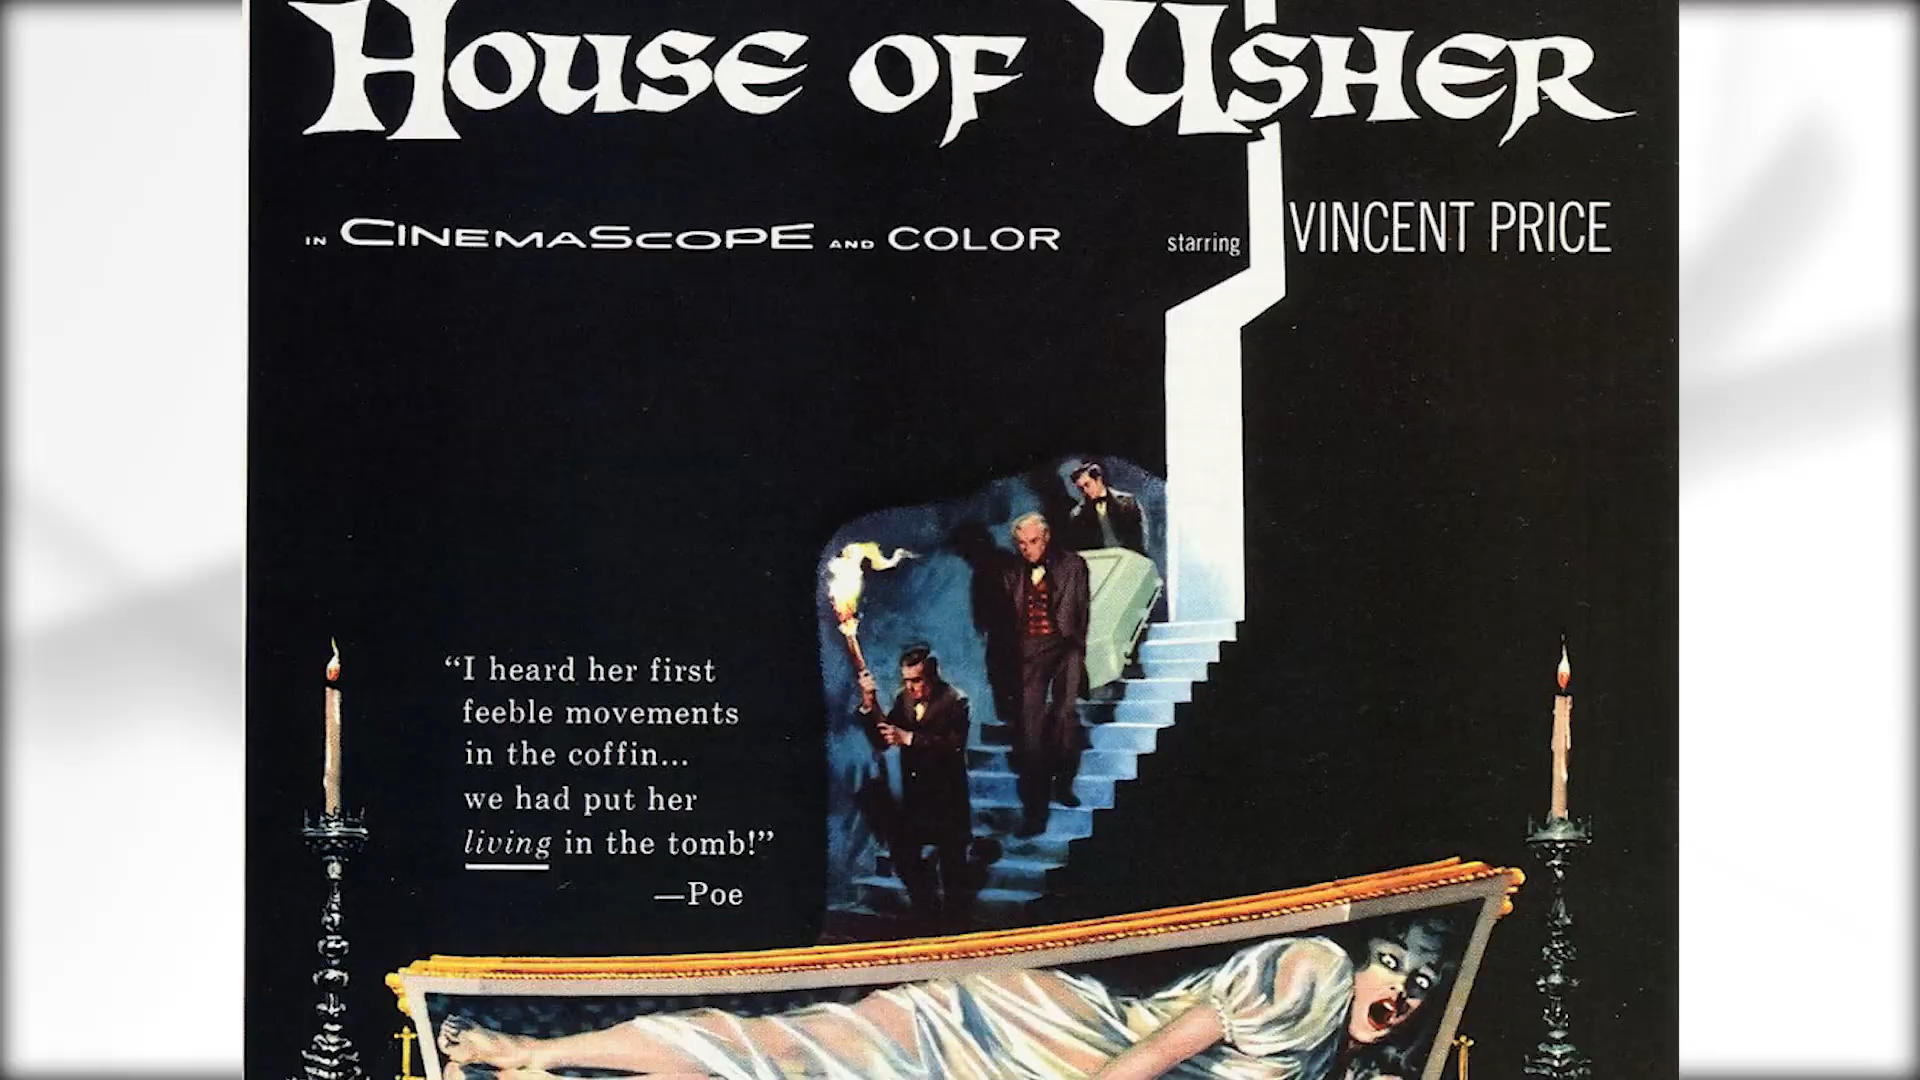 HOUSE OF USHER
IN CINEMASCOPE AND COLOR
starring VINCENT PRICE
“I heard her first
feeble movements
in the coffin...
we had put her
living in the tomb!”
—Poe